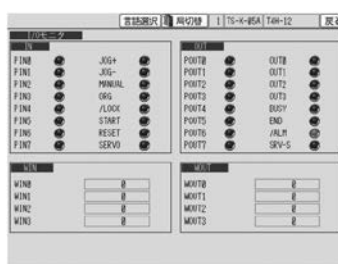 言語選択 局切替 1 TS-X-05A T4H-12 戻る
I/Oモニタ
IN
PIN0 JOG+
PIN1 JOG-
PIN2 MANUAL
PIN3 ORG
PIN4 /LOCK
PIN5 START
PIN6 RESET
PIN7 SERVO
OUT
POUT0 OUT0
POUT1 OUT1
POUT2 OUT2
POUT3 OUT3
POUT4 BUSY
POUT5 END
POUT6 /ALM
POUT7 SRV-S
WIN
WIN0 0
WIN1 0
WIN2 0
WIN3 0
WOUT
WOUT0 0
WOUT1 0
WOUT2 0
WOUT3 0